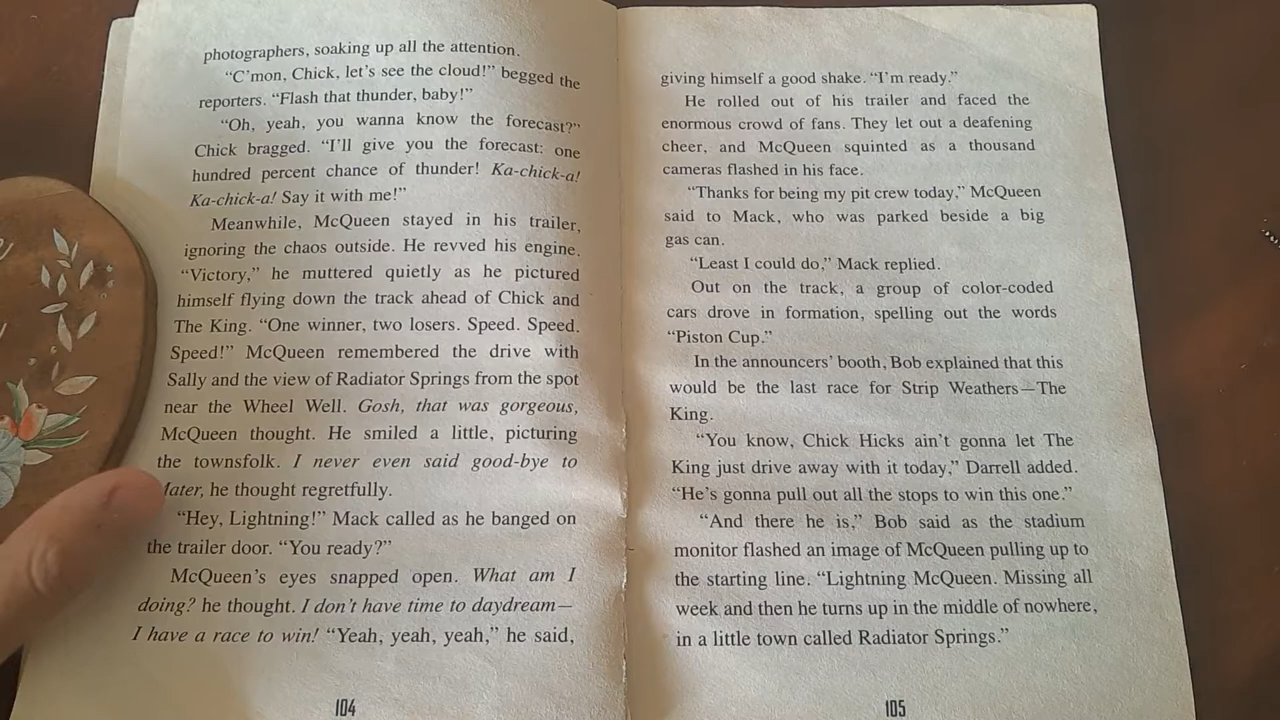 photographers, soaking up all the attention.
“C’mon, Chick, let’s see the cloud!” begged the
reporters. “Flash that thunder, baby!”
“Oh, yeah, you wanna know the forecast?”
Chick bragged. “I’ll give you the forecast: one
hundred percent chance of thunder! Ka-chick-a!
Ka-chick-a! Say it with me!”
Meanwhile, McQueen stayed in his trailer,
ignoring the chaos outside. He revved his engine.
“Victory,” he muttered quietly as he pictured
himself flying down the track ahead of Chick and
The King. “One winner, two losers. Speed. Speed.
Speed!” McQueen remembered the drive with
Sally and the view of Radiator Springs from the spot
near the Wheel Well. Gosh, that was gorgeous,
McQueen thought. He smiled a little, picturing
the townsfolk. I never even said good-bye to
Mater, he thought regretfully.
“Hey, Lightning!” Mack called as he banged on
the trailer door. “You ready?”
McQueen’s eyes snapped open. What am I
doing? he thought. I don’t have time to daydream—
I have a race to win! “Yeah, yeah, yeah,” he said,
104
giving himself a good shake. “I’m ready.”
He rolled out of his trailer and faced the
enormous crowd of fans. They let out a deafening
cheer, and McQueen squinted as a thousand
cameras flashed in his face.
“Thanks for being my pit crew today,” McQueen
said to Mack, who was parked beside a big
gas can.
“Least I could do,” Mack replied.
Out on the track, a group of color-coded
cars drove in formation, spelling out the words
“Piston Cup.”
In the announcers’ booth, Bob explained that this
would be the last race for Strip Weathers—The
King.
“You know, Chick Hicks ain’t gonna let The
King just drive away with it today,” Darrell added.
“He’s gonna pull out all the stops to win this one.”
“And there he is,” Bob said as the stadium
monitor flashed an image of McQueen pulling up to
the starting line. “Lightning McQueen. Missing all
week and then he turns up in the middle of nowhere,
in a little town called Radiator Springs.”
105